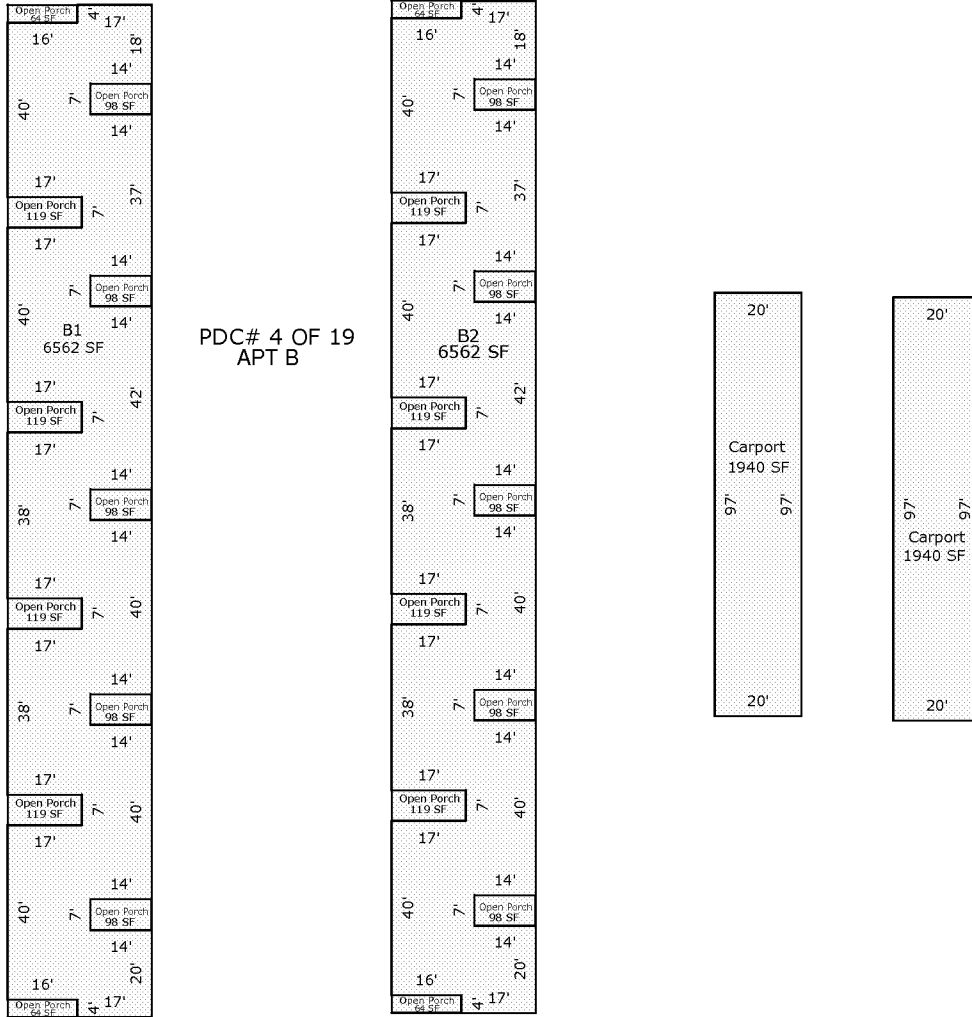 Open Porch
64 SF
4'
17'
16'
18'
14'
40'
7'
Open Porch
98 SF
14'
17'
37'
Open Porch
119 SF
7'
17'
14'
7'
Open Porch
98 SF
40'
14'
B1
6562 SF
17'
42'
Open Porch
119 SF
7'
17'
14'
38'
7'
Open Porch
98 SF
14'
17'
Open Porch
119 SF
7'
40'
17'
14'
38'
7'
Open Porch
98 SF
14'
17'
Open Porch
119 SF
7'
40'
17'
14'
40'
7'
Open Porch
98 SF
14'
20'
16'
Open Porch
64 SF
4'
17'
PDC# 4 OF 19
APT B
Open Porch
64 SF
4'
17'
16'
18'
14'
40'
7'
Open Porch
98 SF
14'
17'
37'
Open Porch
119 SF
7'
17'
14'
7'
Open Porch
98 SF
40'
14'
B2
6562 SF
17'
42'
Open Porch
119 SF
7'
17'
14'
38'
7'
Open Porch
98 SF
14'
17'
Open Porch
119 SF
7'
40'
17'
14'
38'
7'
Open Porch
98 SF
14'
17'
Open Porch
119 SF
7'
40'
17'
14'
40'
7'
Open Porch
98 SF
14'
20'
16'
Open Porch
64 SF
4'
17'
20'
Carport
1940 SF
97'
97'
20'
20'
97'
97'
Carport
1940 SF
20'